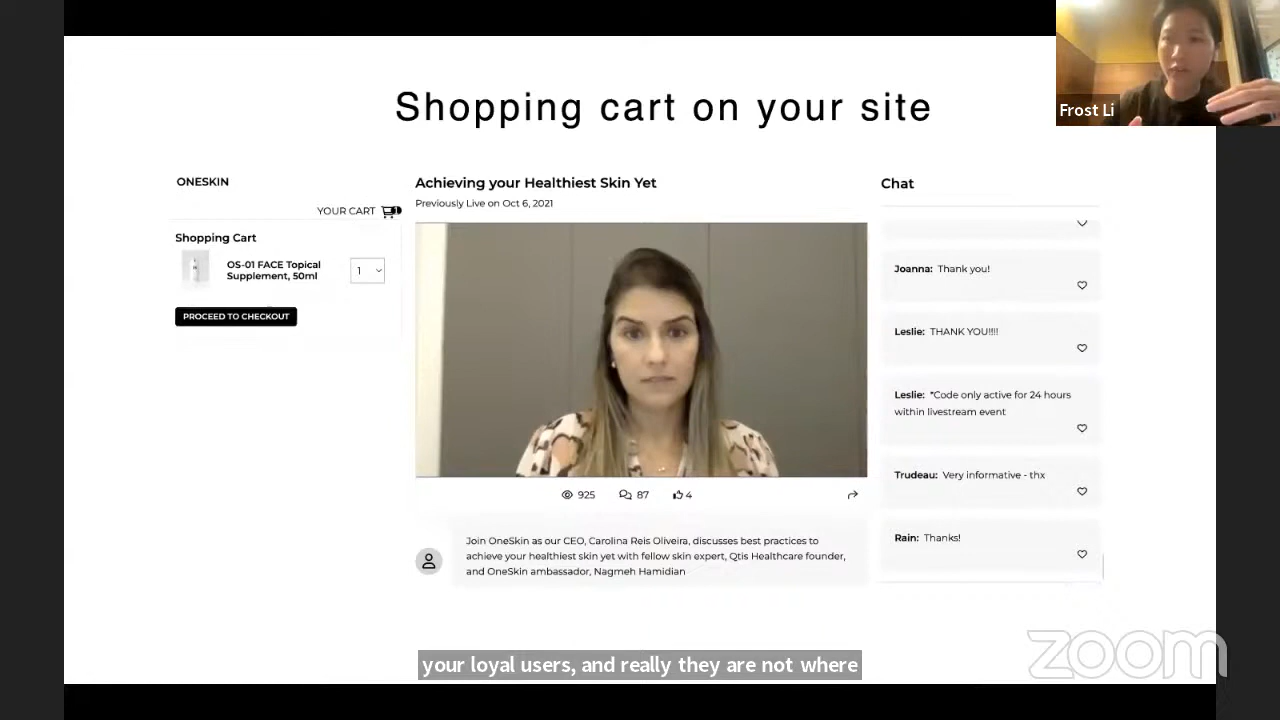 Shopping cart on your site
Frost Li
ONESKIN
YOUR CART
1
Shopping Cart
OS-01 FACE Topical
Supplement, 50ml
1
PROCEED TO CHECKOUT
Achieving your Healthiest Skin Yet
Previously Live on Oct 6, 2021
925
87
4
Join OneSkin as our CEO, Carolina Reis Oliveira, discusses best practices to
achieve your healthiest skin yet with fellow skin expert, Qtis Healthcare founder,
and OneSkin ambassador, Nagmeh Hamidian
Chat
Joanna: Thank you!
Leslie: THANK YOU!!!!
Leslie: *Code only active for 24 hours
within livestream event
Trudeau: Very informative - thx
Rain: Thanks!
your loyal users, and really they are not where
zoom